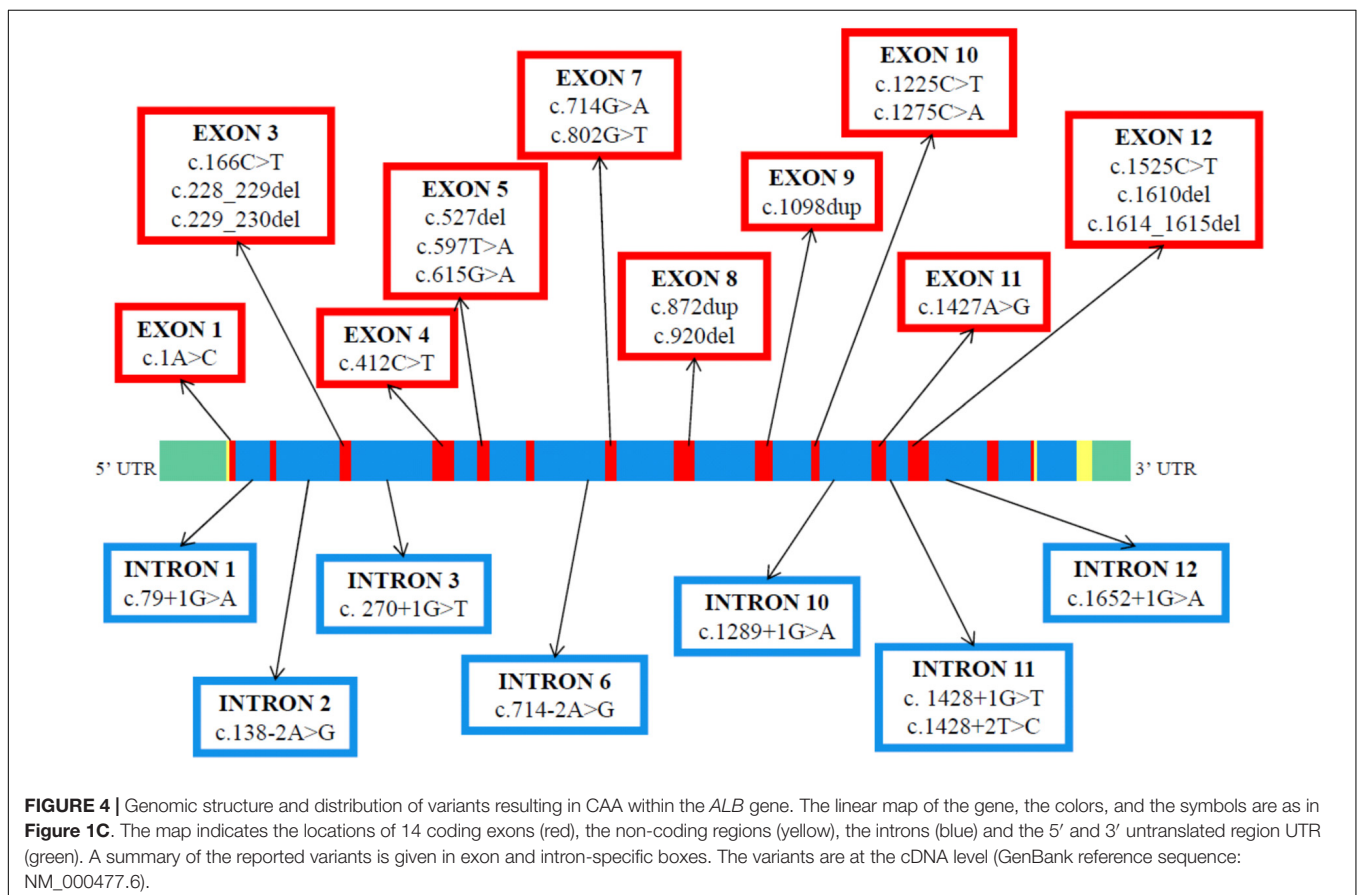 EXON 3
c.166C>T
c.228_229del
c.229_230del
EXON 7
c.714G>A
c.802G>T
EXON 10
c.1225C>T
c.1275C>A
EXON 5
c.527del
c.597T>A
c.615G>A
EXON 9
c.1098dup
EXON 12
c.1525C>T
c.1610del
c.1614_1615del
EXON 1
c.1A>C
EXON 4
c.412C>T
EXON 8
c.872dup
c.920del
EXON 11
c.1427A>G
5’ UTR
3’ UTR
INTRON 1
c.79+1G>A
INTRON 3
c. 270+1G>T
INTRON 10
c.1289+1G>A
INTRON 12
c.1652+1G>A
INTRON 2
c.138-2A>G
INTRON 6
c.714-2A>G
INTRON 11
c. 1428+1G>T
c.1428+2T>C
FIGURE 4 | Genomic structure and distribution of variants resulting in CAA within the ALB gene. The linear map of the gene, the colors, and the symbols are as in
Figure 1C. The map indicates the locations of 14 coding exons (red), the non-coding regions (yellow), the introns (blue) and the 5′ and 3′ untranslated region UTR
(green). A summary of the reported variants is given in exon and intron-specific boxes. The variants are at the cDNA level (GenBank reference sequence:
NM_000477.6).